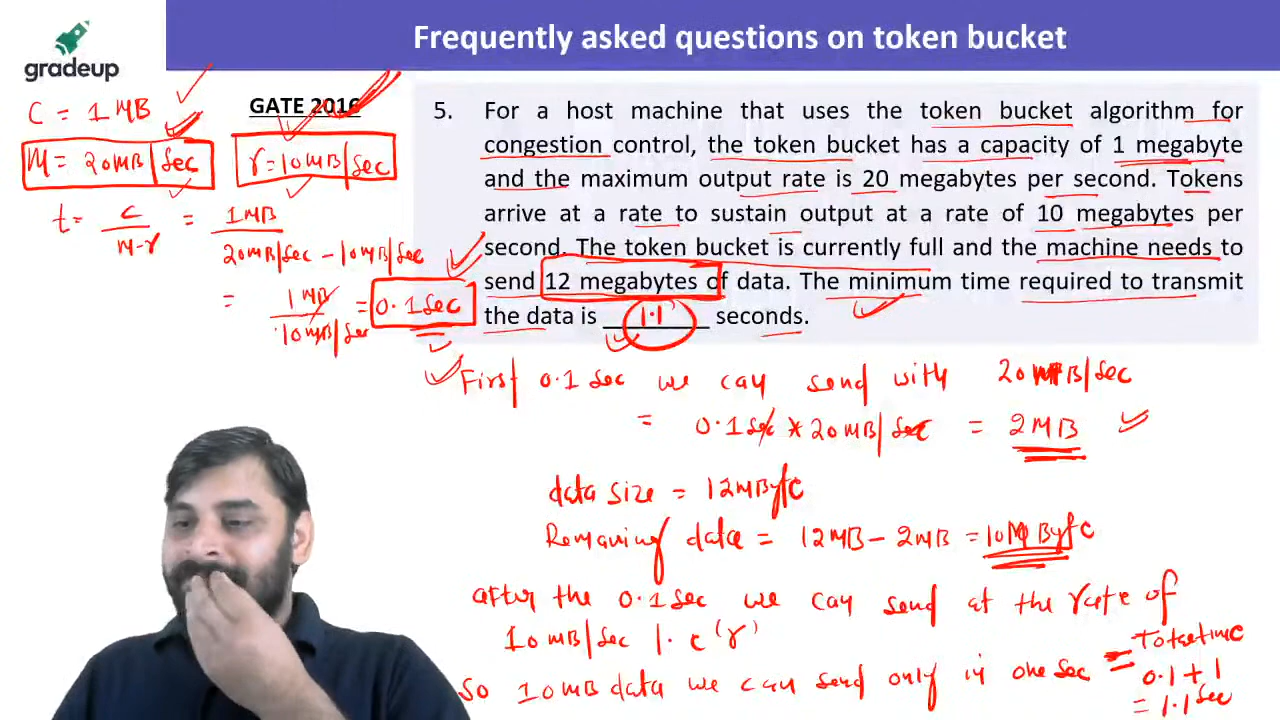 Frequently asked questions on token bucket
gradeup
C = 1 MB
M = 20MB/sec
GATE 2016
r = 10MB/sec
t = C/M-r = 1MB/20MB/sec - 10MB/sec
= 1MB/10MB/sec = 0.1 sec
5. For a host machine that uses the token bucket algorithm for
congestion control, the token bucket has a capacity of 1 megabyte
and the maximum output rate is 20 megabytes per second. Tokens
arrive at a rate to sustain output at a rate of 10 megabytes per
second. The token bucket is currently full and the machine needs to
send 12 megabytes of data. The minimum time required to transmit
the data is 1.1 seconds.
First 0.1 sec we can send with 20MB/sec
= 0.1sec * 20MB/sec = 2MB
data size = 12MByte
Remaining data = 12MB - 2MB = 10MByte
after the 0.1 sec we can send at the rate of
10MB/sec i.e (r)
So 10MB data we can send only in one sec
= Total time
0.1 + 1
= 1.1 sec